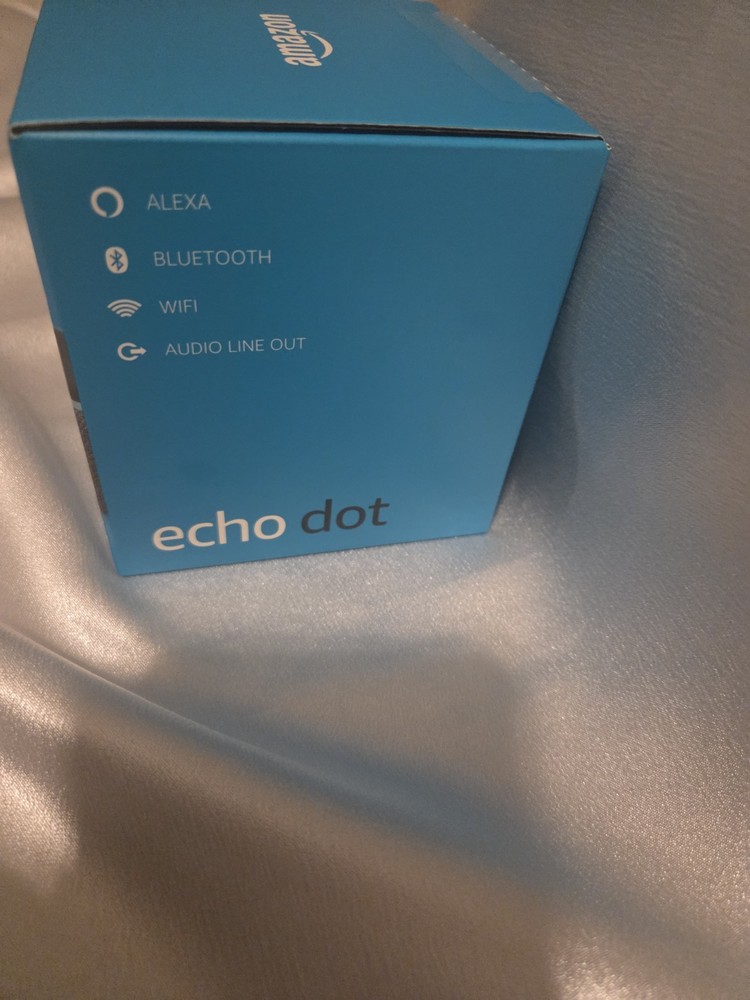 amazon
ALEXA
BLUETOOTH
WIFI
AUDIO LINE OUT
echo dot